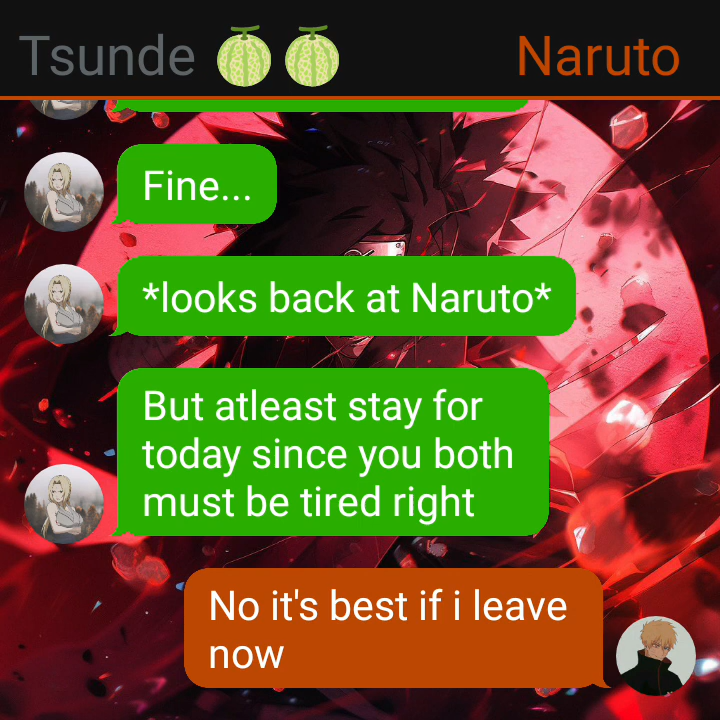 Tsunde 🍈🍈 Naruto
Fine...
*looks back at Naruto*
But atleast stay for
today since you both
must be tired right
No it's best if i leave
now